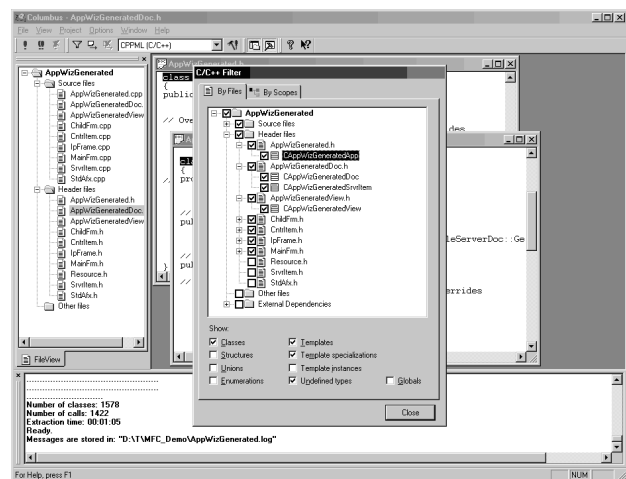 Columbus - AppWizGeneratedDoc.h
File View Project Options Window Help
CPPML (C/C++)
AppWizGenerated
Source files
AppWizGenerated.cpp
AppWizGeneratedDoc.
AppWizGeneratedView
ChildFrm.cpp
CntrItem.cpp
IpFrame.cpp
MainFrm.cpp
SrvrItem.cpp
StdAfx.cpp
Header files
AppWizGenerated.h
AppWizGeneratedDoc.
AppWizGeneratedView
ChildFrm.h
CntrItem.h
IpFrame.h
MainFrm.h
Resource.h
SrvrItem.h
StdAfx.h
Other files
FileView
AppWizGenerated.h
class
{
public
// Ove
des
cla
{
pro
//
pub
leServerDoc::Ge
//
}
pub
//
errides
C/C++ Filter
By Files
By Scopes
AppWizGenerated
Source files
Header files
AppWizGenerated.h
CAppWizGeneratedApp
AppWizGeneratedDoc.h
CAppWizGeneratedDoc
CAppWizGeneratedSrvrItem
AppWizGeneratedView.h
CAppWizGeneratedView
ChildFrm.h
CntrItem.h
IpFrame.h
MainFrm.h
Resource.h
SrvrItem.h
StdAfx.h
Other files
External Dependencies
Show:
Classes Templates
Structures Template specializations
Unions Template instances
Enumerations Undefined types Globals
Close
Number of classes: 1578
Number of calls: 1422
Extraction time: 00:01:05
Ready.
Messages are stored in: "D:\T\MFC_Demo\AppWizGenerated.log"
For Help, press F1
NUM